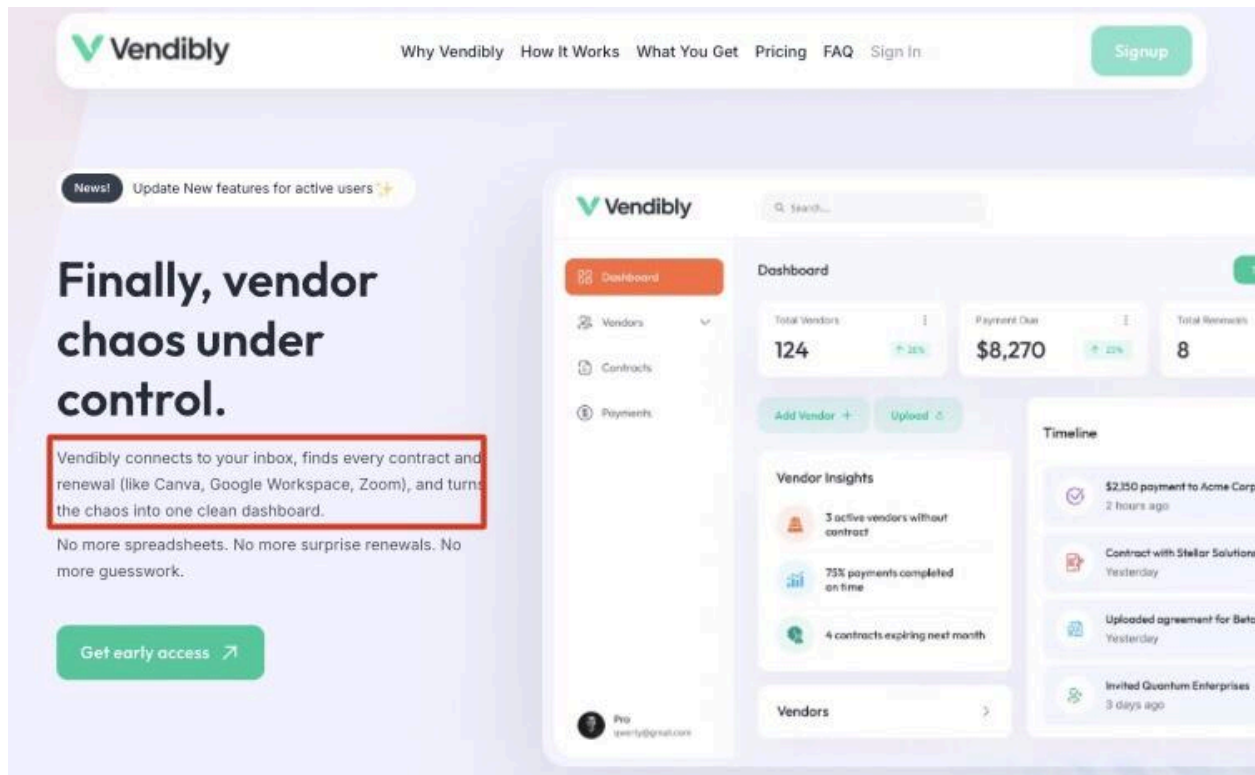 Vendibly
Why Vendibly How It Works What You Get Pricing FAQ Sign In
Signup
News! Update New features for active users
Finally, vendor
chaos under
control.
Vendibly connects to your inbox, finds every contract and
renewal (like Canva, Google Workspace, Zoom), and turns
the chaos into one clean dashboard.
No more spreadsheets. No more surprise renewals. No
more guesswork.
Get early access
Vendibly
Search...
Dashboard
Vendors
Contracts
Payments
Pro
Dashboard
Total Vendors
124
Payment Due
$8,270
Total Renewals
8
Add Vendor +
Upload
Vendor Insights
3 active vendors without
contract
75% payments completed
on time
4 contracts expiring next month
Vendors
Timeline
$2,150 payment to Acme Corp
2 hours ago
Contract with Stellar Solutions
Yesterday
Uploaded agreement for Beta
Yesterday
Invited Quantum Enterprises
3 days ago